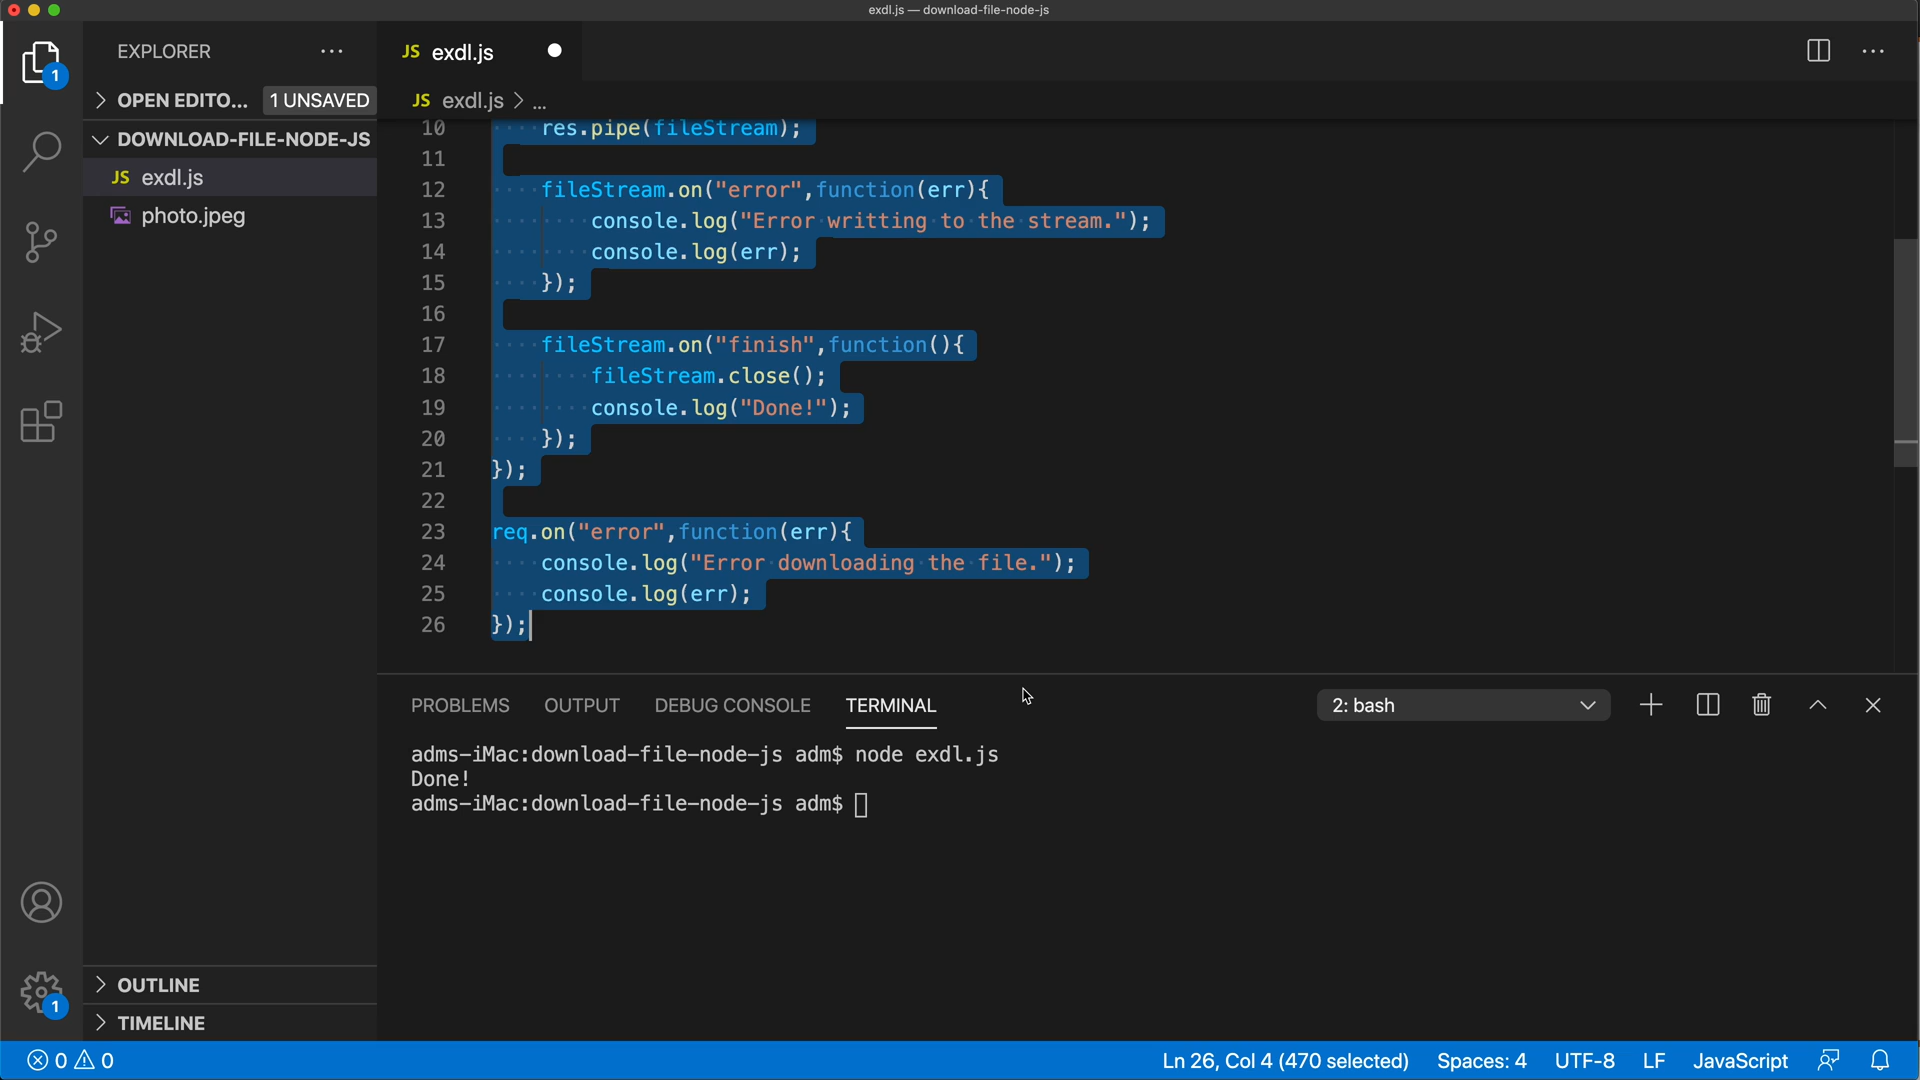 exdl.js — download-file-node-js
EXPLORER
JS exdl.js
1
OPEN EDITO... 1 UNSAVED
JS exdl.js > ...
DOWNLOAD-FILE-NODE-JS
JS exdl.js
photo.jpeg
10 res.pipe(fileStream);
11
12 fileStream.on("error",function(err){
13 console.log("Error writting to the stream.");
14 console.log(err);
15 });
16
17 fileStream.on("finish",function(){
18 fileStream.close();
19 console.log("Done!");
20 });
21 });
22
23 req.on("error",function(err){
24 console.log("Error downloading the file.");
25 console.log(err);
26 });
PROBLEMS OUTPUT DEBUG CONSOLE TERMINAL 2: bash
adms-iMac:download-file-node-js adm$ node exdl.js
Done!
adms-iMac:download-file-node-js adm$
OUTLINE
1
TIMELINE
0 0 Ln 26, Col 4 (470 selected) Spaces: 4 UTF-8 LF JavaScript